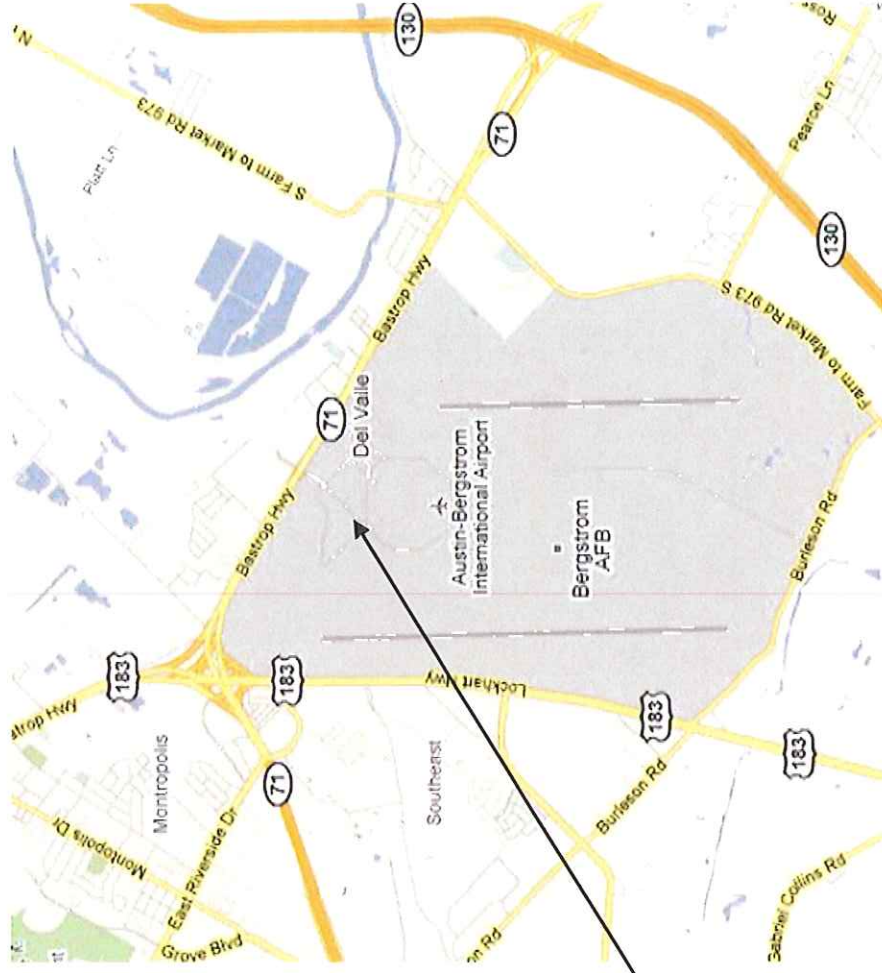 130
Ross
N
Platt Ln
S Farm to Market Rd 973
71
Pearce Ln
130
Bastrop Hwy
71
Del Valle
Farm to Market Rd 973 S
Bastrop Hwy
Austin-Bergstrom
International Airport
Bergstrom
AFB
Burleson Rd
183
183
atrop Hwy
Lockhart Hwy
183
183
Montropolis
71
Southeast
Burleson Rd
Montopolis Dr
East Riverside Dr
Gabriel Collins Rd
Grove Blvd
on Rd
st